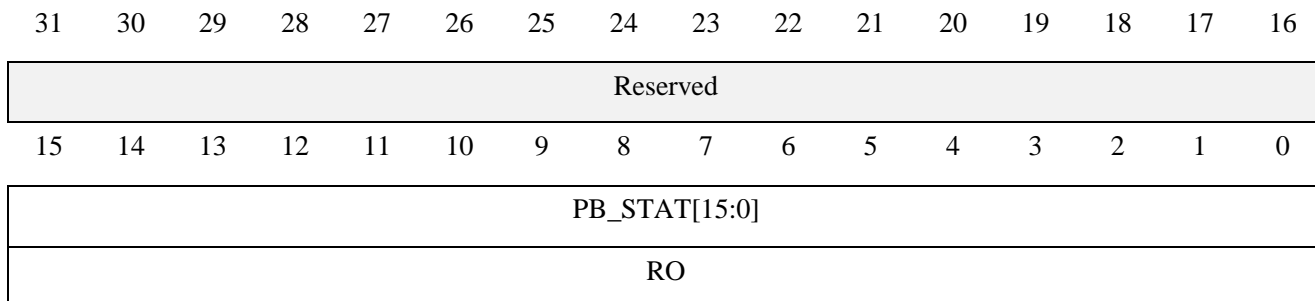 31 30 29 28 27 26 25 24 23 22 21 20 19 18 17 16
Reserved
15 14 13 12 11 10 9 8 7 6 5 4 3 2 1 0
PB_STAT[15:0]
RO